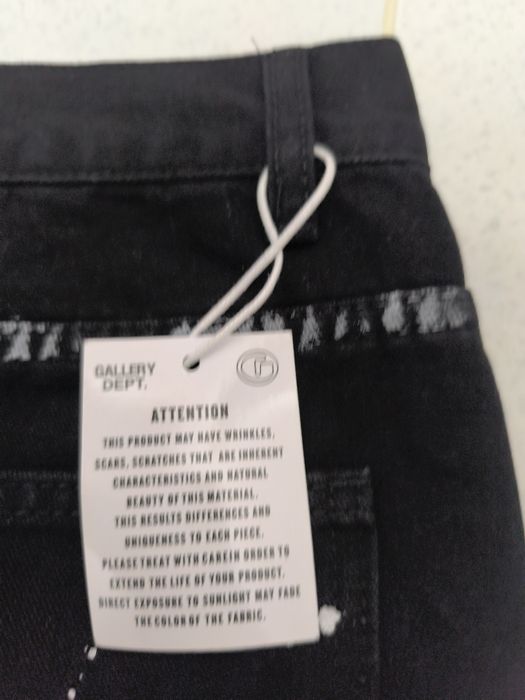 GALLERY
DEPT.
ATTENTION
THIS PRODUCT MAY HAVE WRINKLES,
SCARS, SCRATCHES THAT ARE INHERENT
CHARACTERISTICS AND NATURAL
BEAUTY OF THIS MATERIAL.
THIS RESULTS DIFFERENCES AND
UNIQUENESS TO EACH PIECE.
PLEASE TREAT WITH CAREIN ORDER TO
EXTEND THE LIFE OF YOUR PRODUCT.
DIRECT EXPOSURE TO SUNLIGHT MAY FADE
THE COLOR OF THE FABRIC.